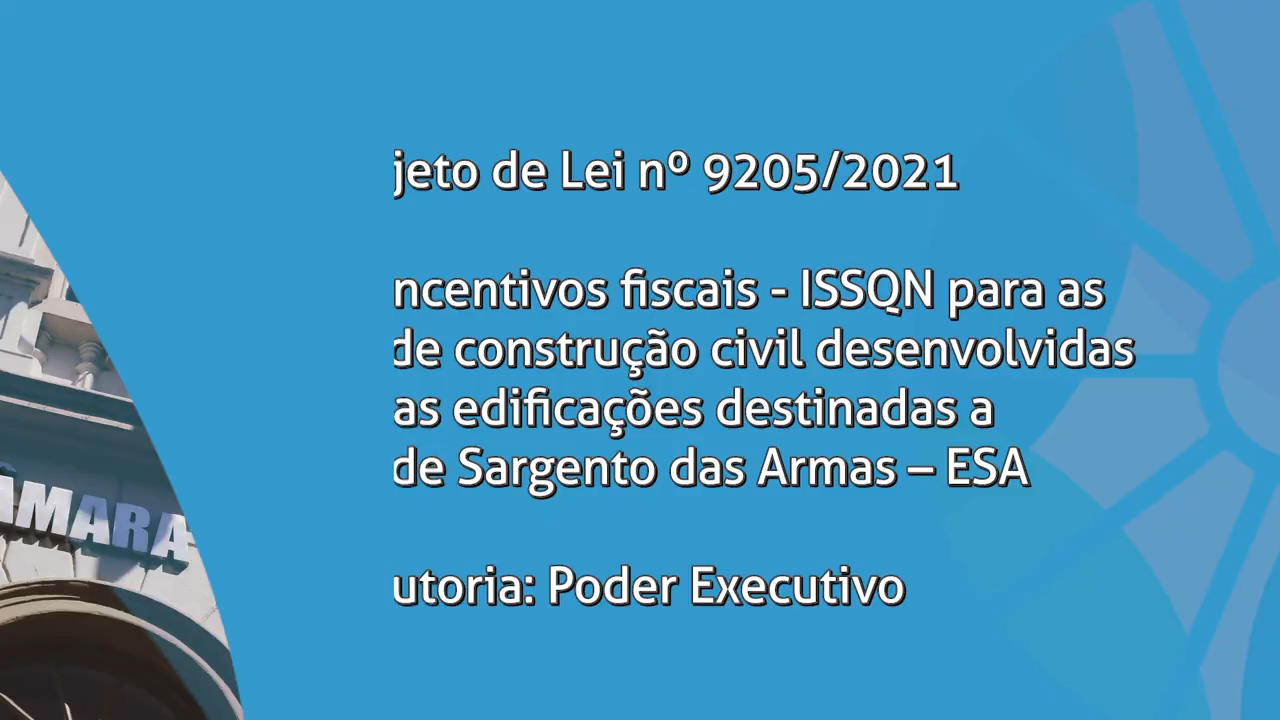 jeto de Lei nº 9205/2021
ncentivos fiscais - ISSQN para as
de construção civil desenvolvidas
as edificações destinadas a
de Sargento das Armas – ESA
utoria: Poder Executivo
AMARA